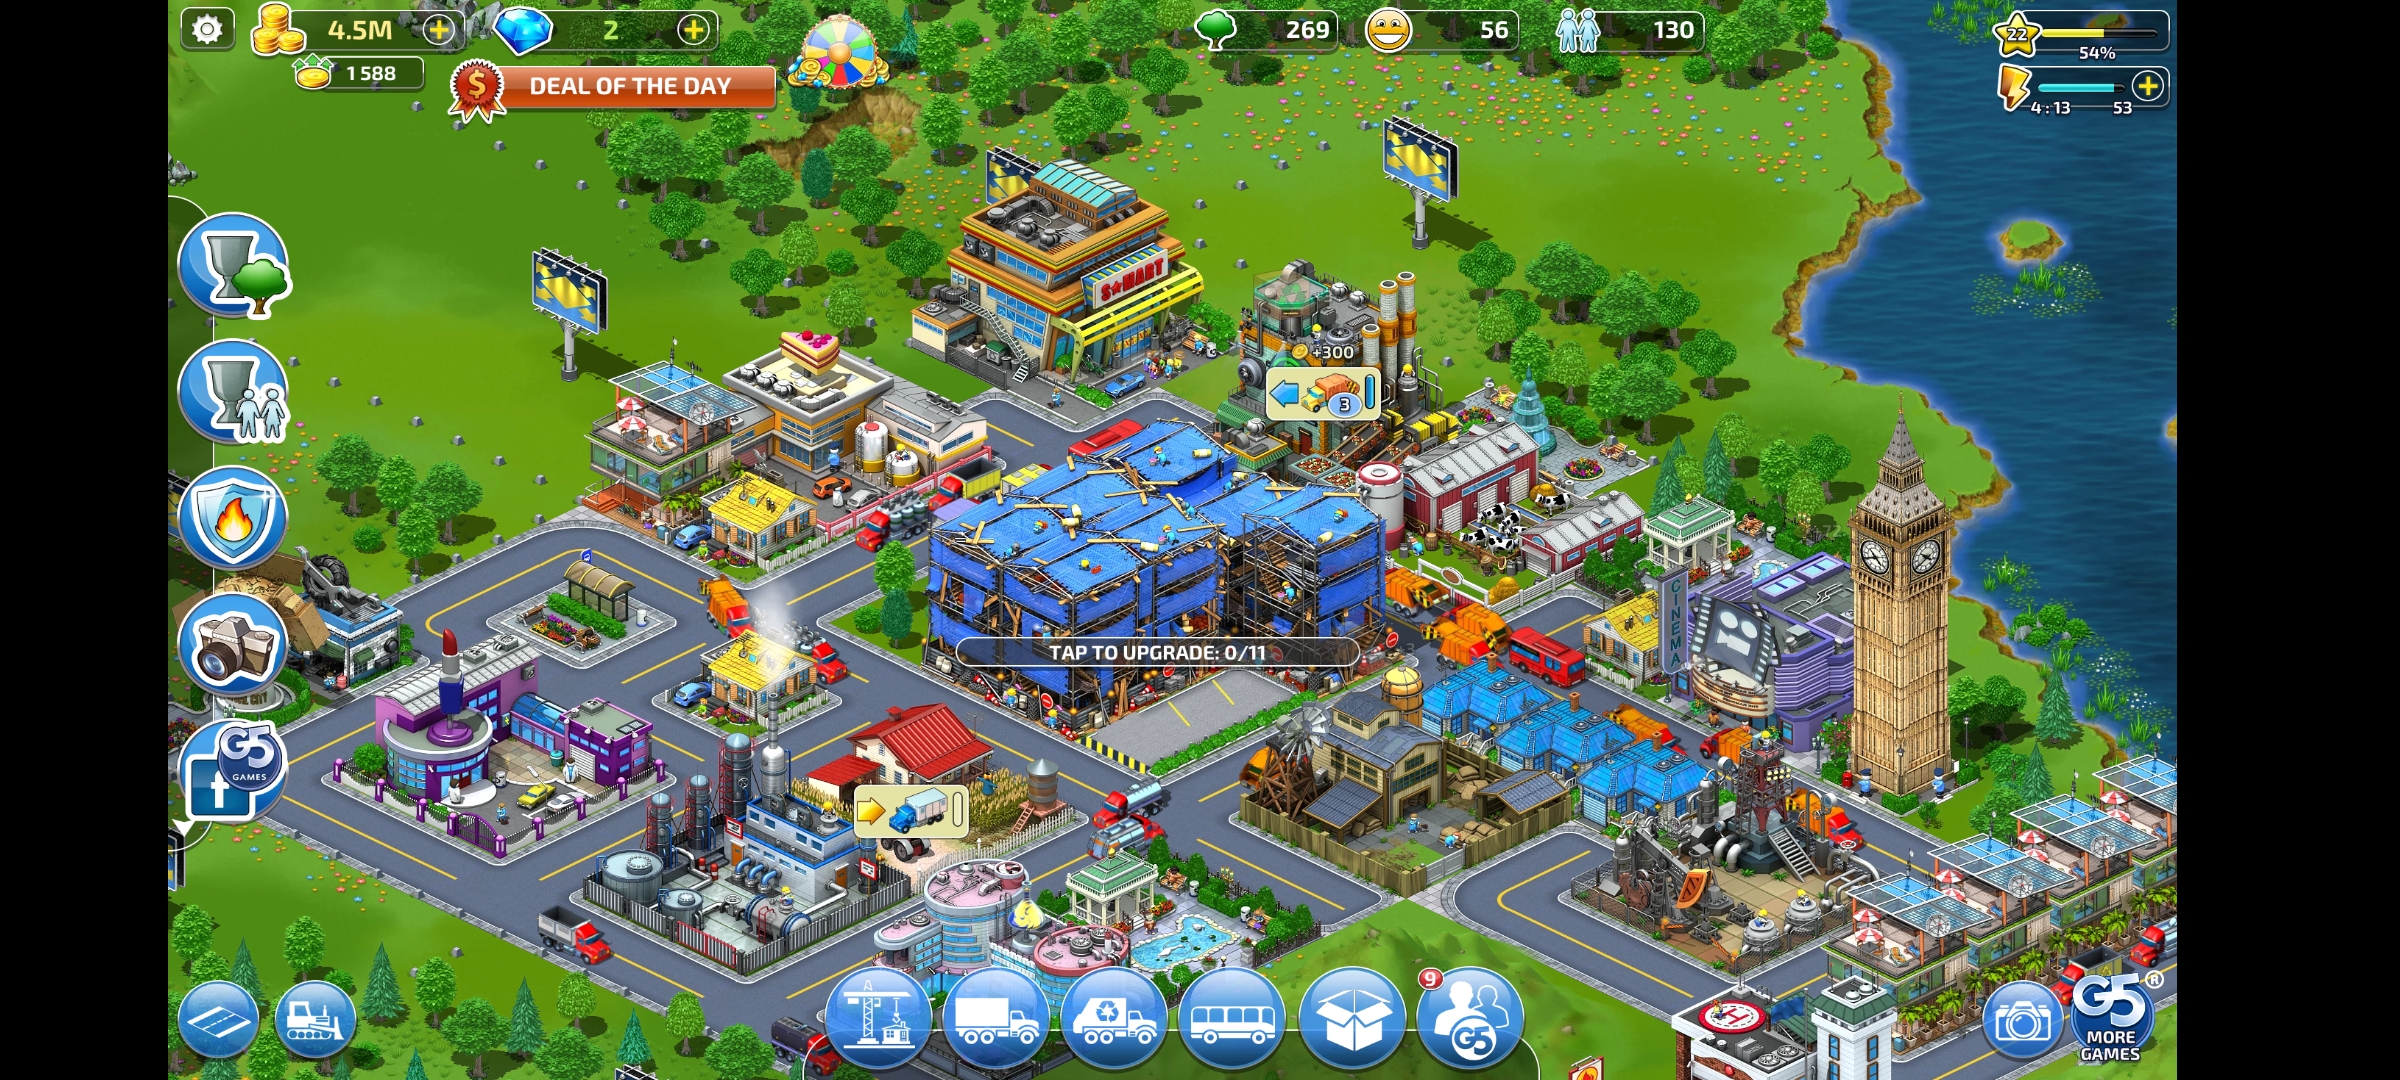 4.5M
2
269
56
130
22
54%
1 588
DEAL OF THE DAY
4:13
53
S★MART
+300
3
CINEMA
TAP TO UPGRADE: 0/11
G5
GAMES
f
H
9
G5
G5®
MORE
GAMES